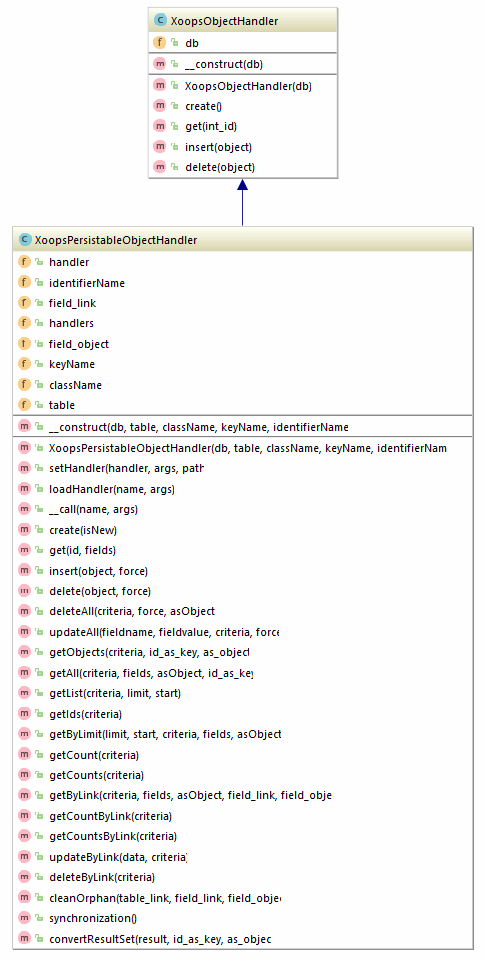 XoopsObjectHandler
db
__construct(db)
XoopsObjectHandler(db)
create()
get(int_id)
insert(object)
delete(object)
XoopsPersistableObjectHandler
handler
identifierName
field_link
handlers
field_object
keyName
className
table
__construct(db, table, className, keyName, identifierName
XoopsPersistableObjectHandler(db, table, className, keyName, identifierNam
setHandler(handler, args, path
loadHandler(name, args)
__call(name, args)
create(isNew)
get(id, fields)
insert(object, force)
delete(object, force)
deleteAll(criteria, force, asObject
updateAll(fieldname, fieldvalue, criteria, force
getObjects(criteria, id_as_key, as_object
getAll(criteria, fields, asObject, id_as_key
getList(criteria, limit, start)
getIds(criteria)
getByLimit(limit, start, criteria, fields, asObject
getCount(criteria)
getCounts(criteria)
getByLink(criteria, fields, asObject, field_link, field_obje
getCountByLink(criteria)
getCountsByLink(criteria)
updateByLink(data, criteria)
deleteByLink(criteria)
cleanOrphan(table_link, field_link, field_objec
synchronization()
convertResultSet(result, id_as_key, as_objec